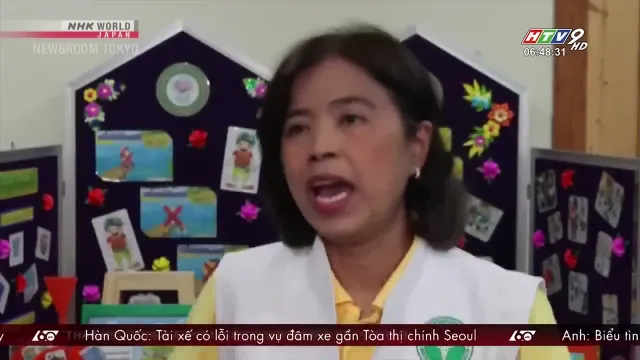 NHK WORLD
JAPAN
NEWSROOM TOKYO
HTV9 HD
06:48:31
Hàn Quốc: Tài xế có lỗi trong vụ đâm xe gần Tòa thị chính Seoul
Anh: Biểu tìn